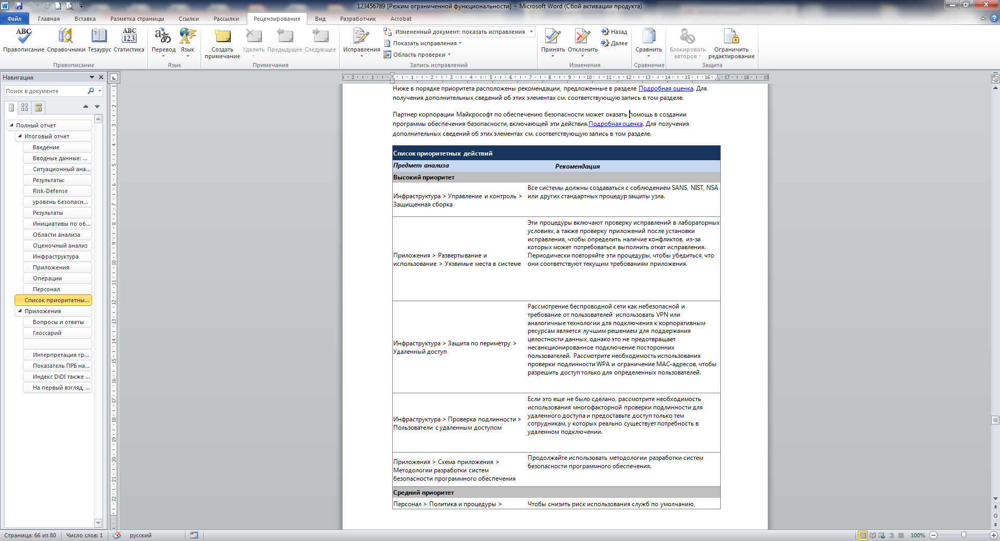 123456789 [Режим ограниченной функциональности] - Microsoft Word (Сбой активации продукта)
Файл Главная Вставка Разметка страницы Ссылки Рассылки Рецензирование Вид Разработчик Acrobat
Правописание Справочники Тезаурус Статистика
Правописание
Перевод Язык
Язык
Создать примечание Удалить Предыдущее Следующее
Примечания
Исправления
Измененный документ: показать исправления
Показать исправления
Область проверки
Запись исправлений
Принять Отклонить
Назад
Далее
Изменения
Сравнить
Сравнение
Блокировать авторов Ограничить редактирование
Защита
Навигация
Поиск в документе
Полный отчет
Итоговый отчет
Введение
Вводные данные: ...
Ситуационный ана...
Результаты:
Risk-Defense
уровень безопасн...
Результаты
Инициативы по об...
Области анализа
Оценочный анализ
Инфраструктура
Приложения
Операции
Персонал
Список приоритетны...
Приложения
Вопросы и ответы
Глоссарий
Интерпретация гр...
Показатель ПРБ на...
Индекс DiDI также ...
На первый взгляд, ...
Ниже в порядке приоритета расположены рекомендации, предложенные в разделе Подробная оценка. Для
получения дополнительных сведений об этих элементах см. соответствующую запись в том разделе.
Партнер корпорации Майкрософт по обеспечению безопасности может оказать помощь в создании
программы обеспечения безопасности, включающей эти действия.Подробная оценка. Для получения
дополнительных сведений об этих элементах см. соответствующую запись в том разделе.
Список приоритетных действий
Предмет анализа Рекомендация
Высокий приоритет
Инфраструктура > Управление и контроль >
Защищенная сборка
Все системы должны создаваться с соблюдением SANS, NIST, NSA
или других стандартных процедур защиты узла.
Приложения > Развертывание и
использование > Уязвимые места в системе
Эти процедуры включают проверку исправлений в лабораторных
условиях, а также проверку приложений после установки
исправления, чтобы определить наличие конфликтов, из-за
которых может потребоваться выполнить откат исправления.
Периодически повторяйте эти процедуры, чтобы убедиться, что
они соответствуют текущим требованиям приложения.
Инфраструктура > Защита по периметру >
Удаленный доступ
Рассмотрение беспроводной сети как небезопасной и
требование от пользователей использовать VPN или
аналогичные технологии для подключения к корпоративным
ресурсам является лучшим решением для поддержания
целостности данных, однако это не предотвращает
несанкционированное подключение посторонних
пользователей. Рассмотрите необходимость использования
проверки подлинности WPA и ограничение MAC-адресов, чтобы
разрешить доступ только для определенных пользователей.
Инфраструктура > Проверка подлинности >
Пользователи с удаленным доступом
Если это еще не было сделано, рассмотрите необходимость
использования многофакторной проверки подлинности для
удаленного доступа и предоставьте доступ только тем
сотрудникам, у которых реально существует потребность в
удаленном подключении.
Приложения > Схема приложения >
Методологии разработки систем
безопасности программного обеспечения
Продолжайте использовать методологии разработки систем
безопасности программного обеспечения.
Средний приоритет
Персонал > Политика и процедуры >
Чтобы снизить риск использования служб по умолчанию,
Страница: 66 из 80 Число слов: 1 русский 100%